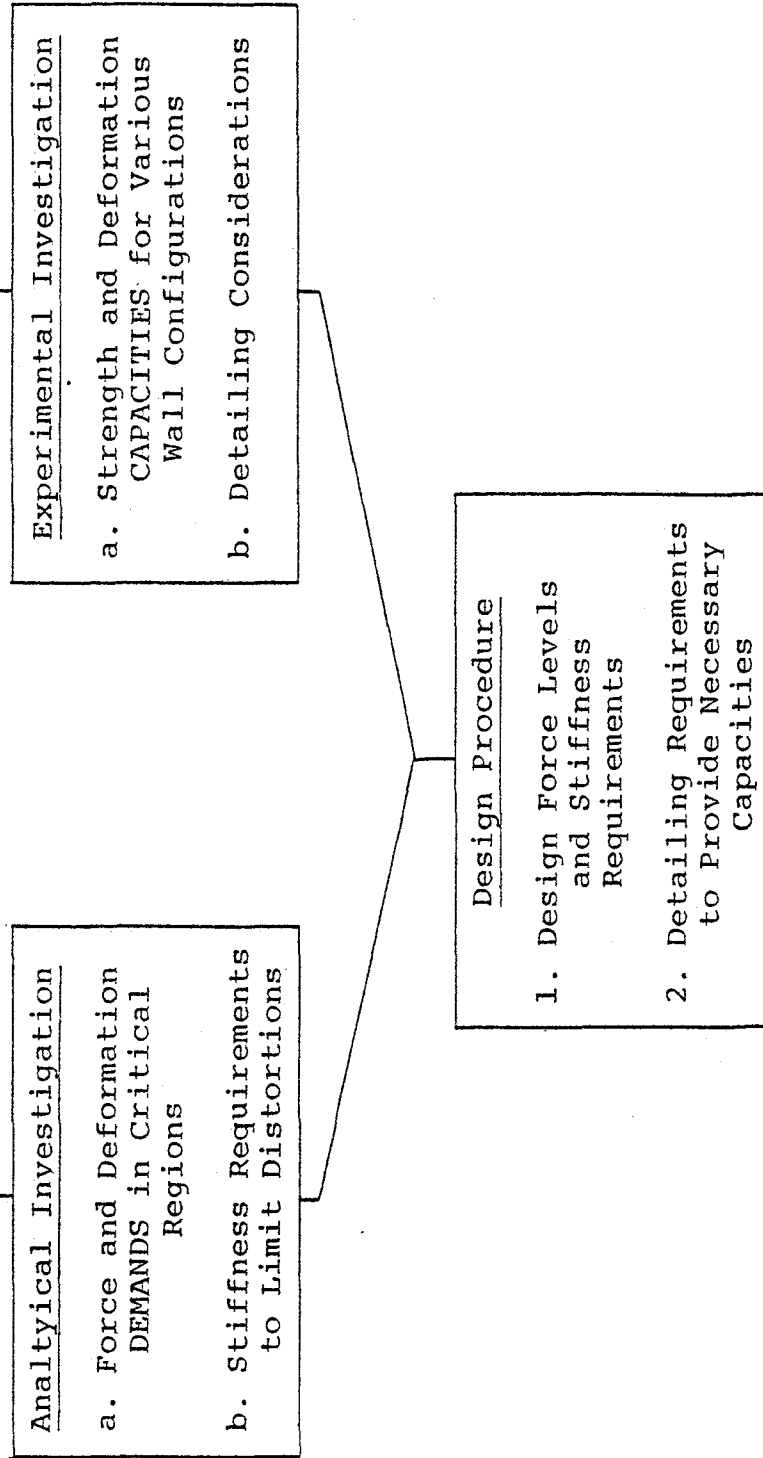 Analtyical Investigation
a. Force and Deformation
DEMANDS in Critical
Regions
b. Stiffness Requirements
to Limit Distortions
Experimental Investigation
a. Strength and Deformation
CAPACITIES for Various
Wall Configurations
b. Detailing Considerations
Design Procedure
1. Design Force Levels
and Stiffness
Requirements
2. Detailing Requirements
to Provide Necessary
Capacities